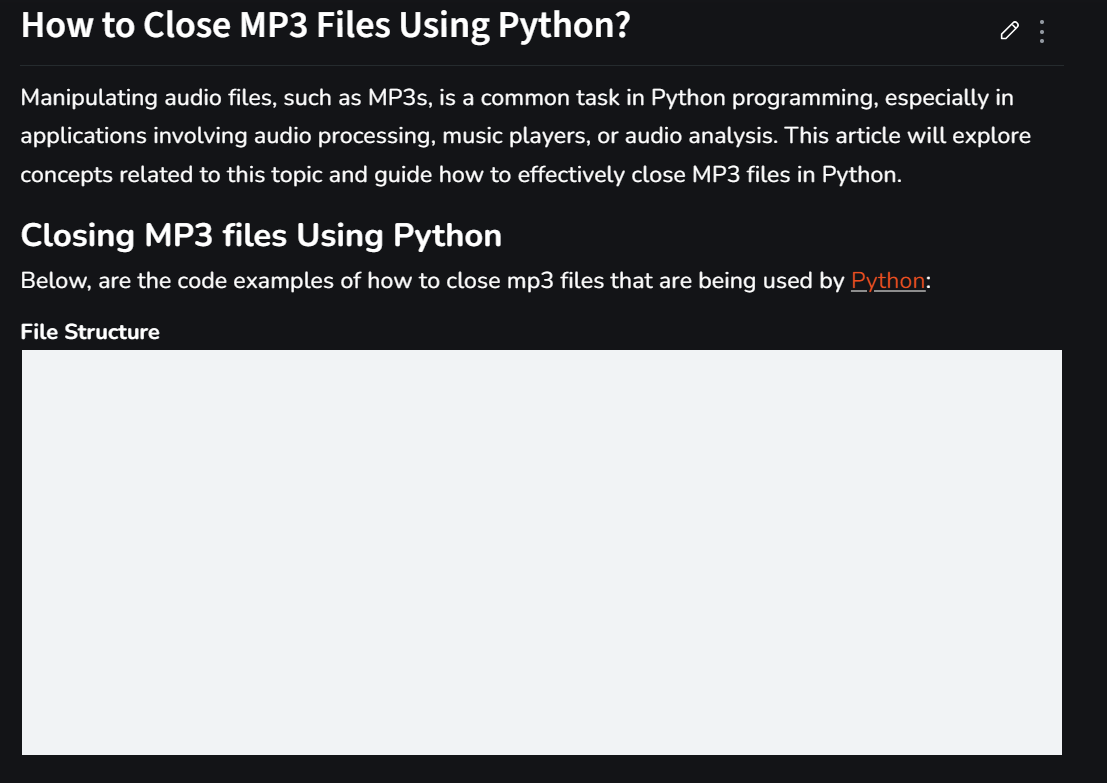 How to Close MP3 Files Using Python?
Manipulating audio files, such as MP3s, is a common task in Python programming, especially in
applications involving audio processing, music players, or audio analysis. This article will explore
concepts related to this topic and guide how to effectively close MP3 files in Python.
Closing MP3 files Using Python
Below, are the code examples of how to close mp3 files that are being used by Python:
File Structure